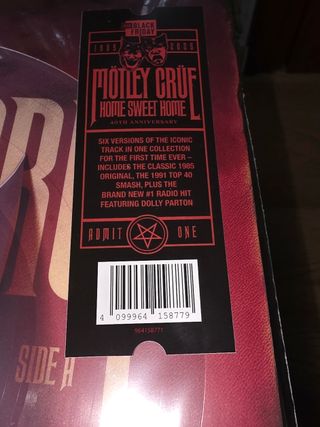 BLACK
FRIDAY
1985
2025
MÖTLEY CRÜE
HOME SWEET HOME
40TH ANNIVERSARY
SIX VERSIONS OF THE ICONIC
TRACK IN ONE COLLECTION
FOR THE FIRST TIME EVER –
INCLUDES THE CLASSIC 1985
ORIGINAL, THE 1991 TOP 40
SMASH, PLUS THE
BRAND NEW #1 RADIO HIT
FEATURING DOLLY PARTON
ADMIT ONE
4 099964 158779
964158771
SIDE A